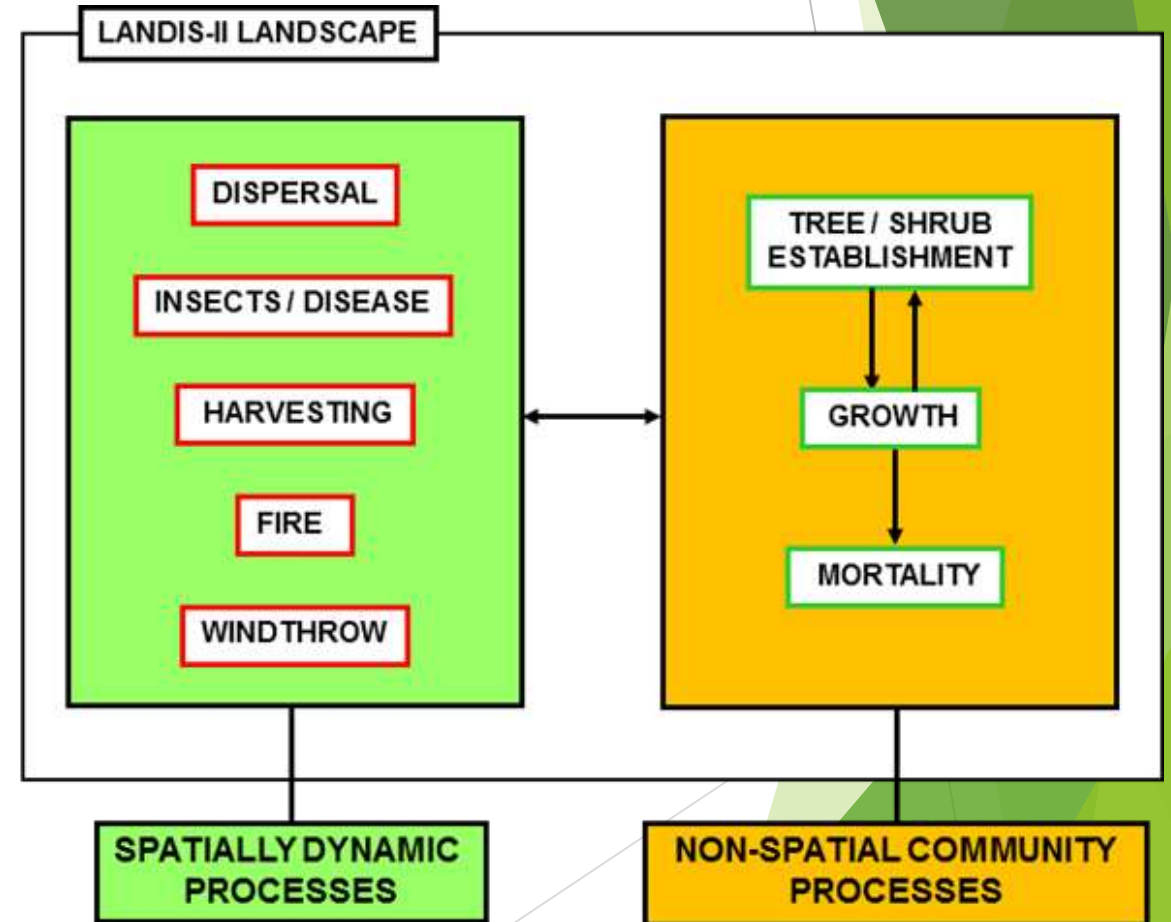 LANDIS-II LANDSCAPE
DISPERSAL
INSECTS / DISEASE
HARVESTING
FIRE
WINDTHROW
TREE / SHRUB
ESTABLISHMENT
GROWTH
MORTALITY
SPATIALLY DYNAMIC
PROCESSES
NON-SPATIAL COMMUNITY
PROCESSES